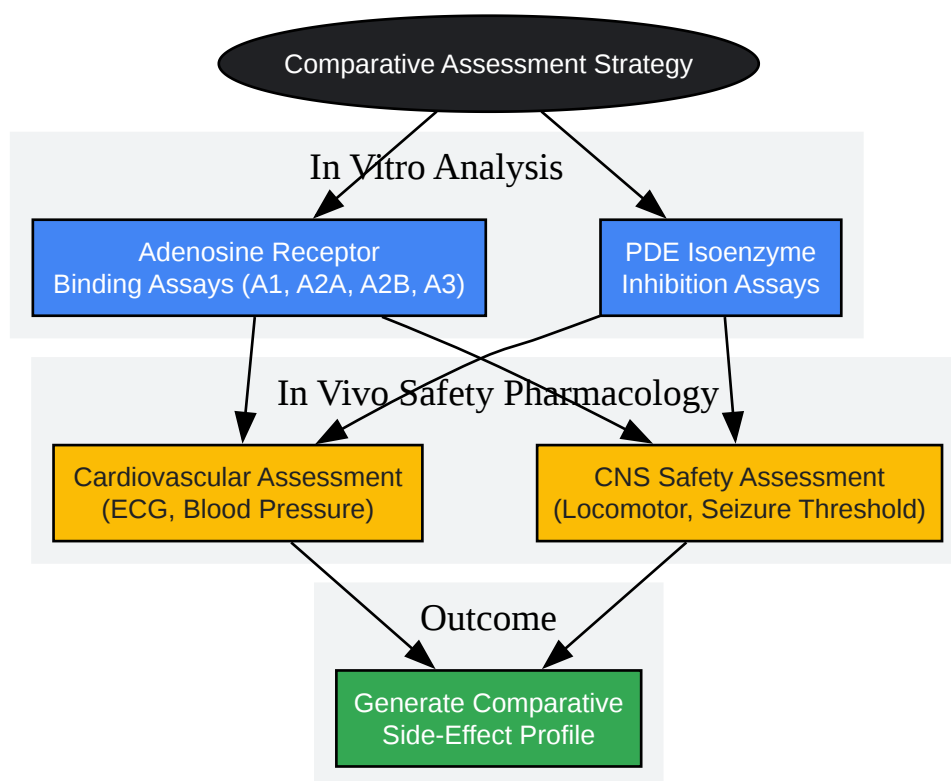 Comparative Assessment Strategy
In Vitro Analysis
Adenosine Receptor
Binding Assays (A1, A2A, A2B, A3)
PDE Isoenzyme
Inhibition Assays
In Vivo Safety Pharmacology
Cardiovascular Assessment
(ECG, Blood Pressure)
CNS Safety Assessment
(Locomotor, Seizure Threshold)
Outcome
Generate Comparative
Side-Effect Profile